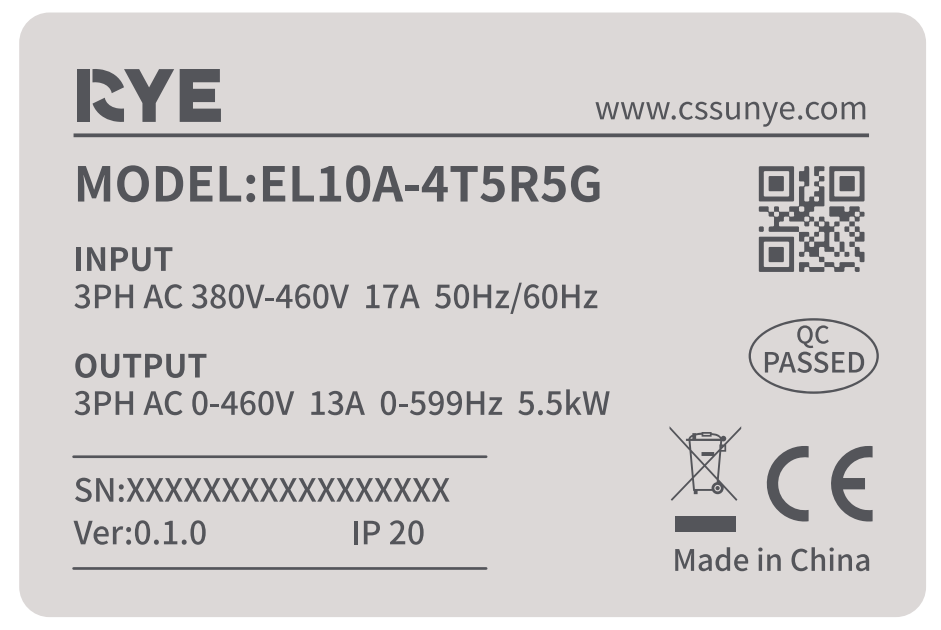 RYE
www.cssunye.com
MODEL:EL10A-4T5R5G
INPUT
3PH AC 380V-460V 17A 50Hz/60Hz
OUTPUT
3PH AC 0-460V 13A 0-599Hz 5.5kW
QC
PASSED
SN:XXXXXXXXXXXXXXXXX
Ver:0.1.0 IP 20
CE
Made in China